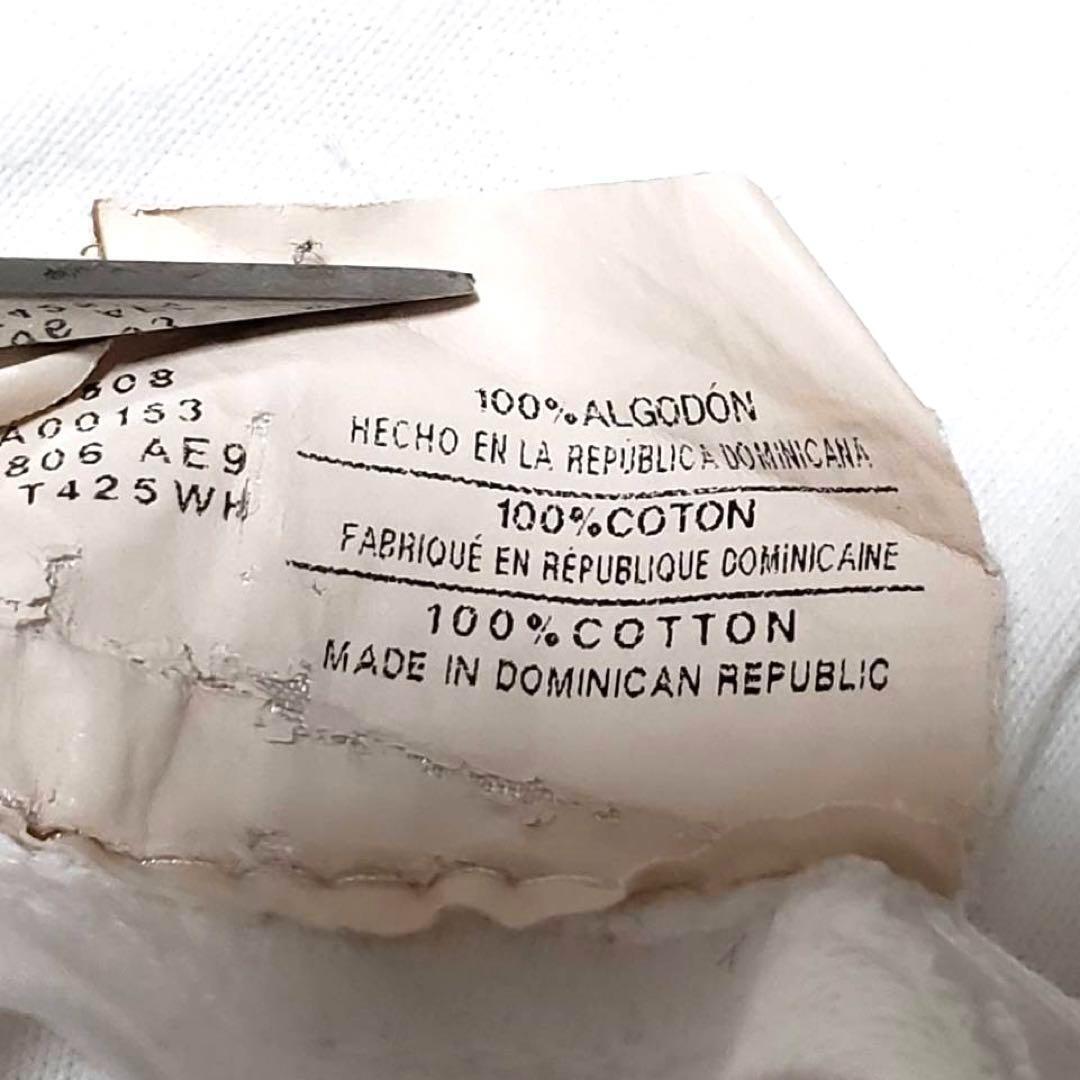 A00153
806 AE9
T425WH
100% ALGODÓN
HECHO EN LA REPÚBLICA DOMINICANA
100% COTON
FABRIQUÉ EN RÉPUBLIQUE DOMINICAINE
100% COTTON
MADE IN DOMINICAN REPUBLIC